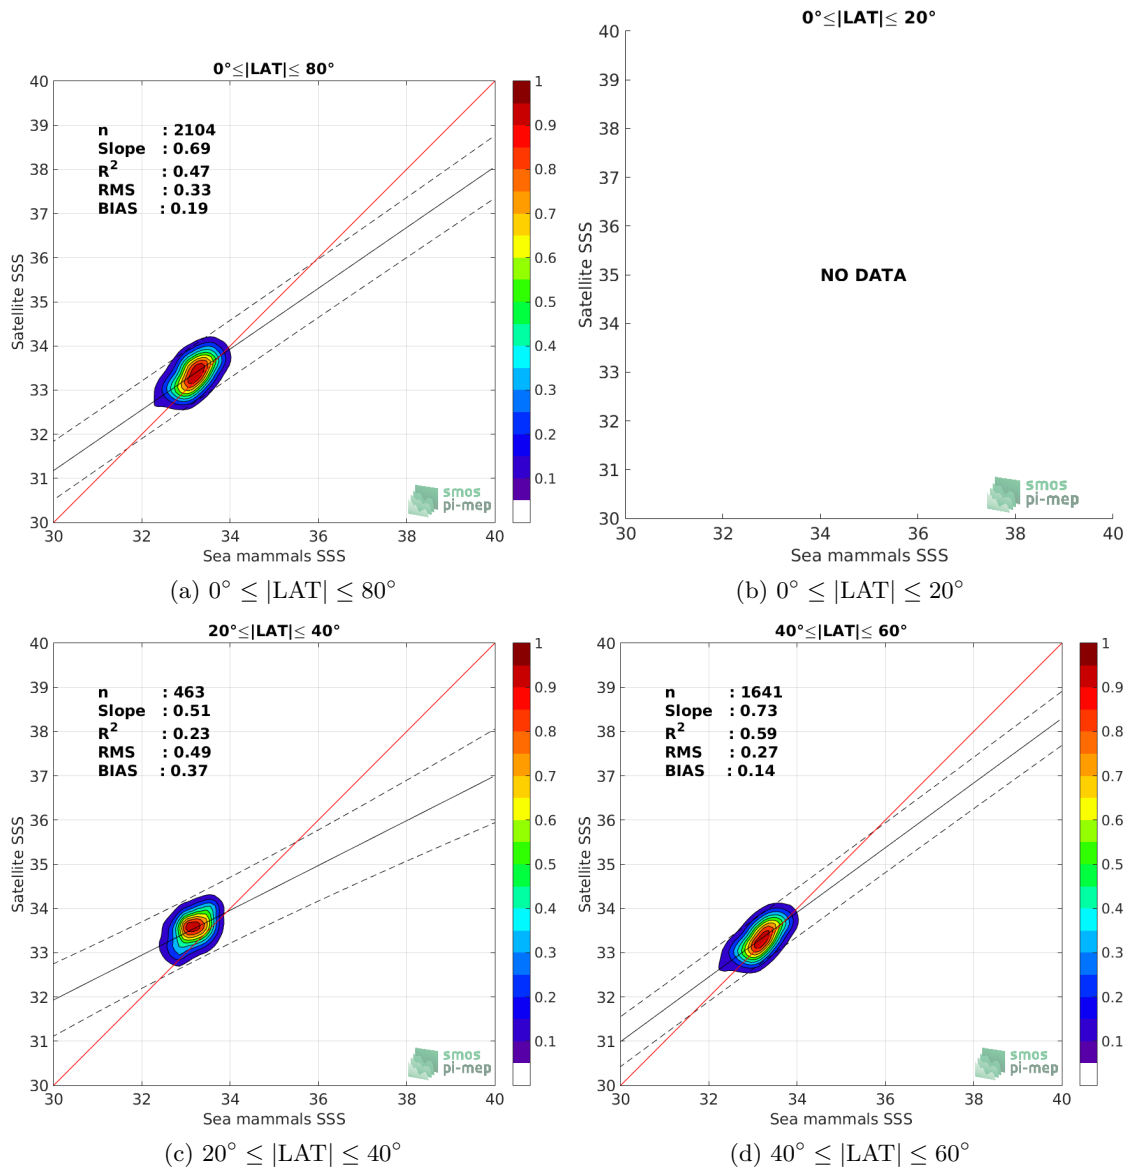 0°≤|LAT|≤ 80°
40
39
38
37
36
35
34
33
32
31
30
30
32
34
36
38
40
Satellite SSS
Sea mammals SSS
n : 2104
Slope : 0.69
R² : 0.47
RMS : 0.33
BIAS : 0.19
1
0.9
0.8
0.7
0.6
0.5
0.4
0.3
0.2
0.1
smos
pi-mep
(a) 0° ≤ |LAT| ≤ 80°
0°≤|LAT|≤ 20°
40
39
38
37
36
35
34
33
32
31
30
30
32
34
36
38
40
Satellite SSS
Sea mammals SSS
NO DATA
smos
pi-mep
(b) 0° ≤ |LAT| ≤ 20°
20°≤|LAT|≤ 40°
40
39
38
37
36
35
34
33
32
31
30
30
32
34
36
38
40
Satellite SSS
Sea mammals SSS
n : 463
Slope : 0.51
R² : 0.23
RMS : 0.49
BIAS : 0.37
1
0.9
0.8
0.7
0.6
0.5
0.4
0.3
0.2
0.1
smos
pi-mep
(c) 20° ≤ |LAT| ≤ 40°
40°≤|LAT|≤ 60°
40
39
38
37
36
35
34
33
32
31
30
30
32
34
36
38
40
Satellite SSS
Sea mammals SSS
n : 1641
Slope : 0.73
R² : 0.59
RMS : 0.27
BIAS : 0.14
1
0.9
0.8
0.7
0.6
0.5
0.4
0.3
0.2
0.1
smos
pi-mep
(d) 40° ≤ |LAT| ≤ 60°